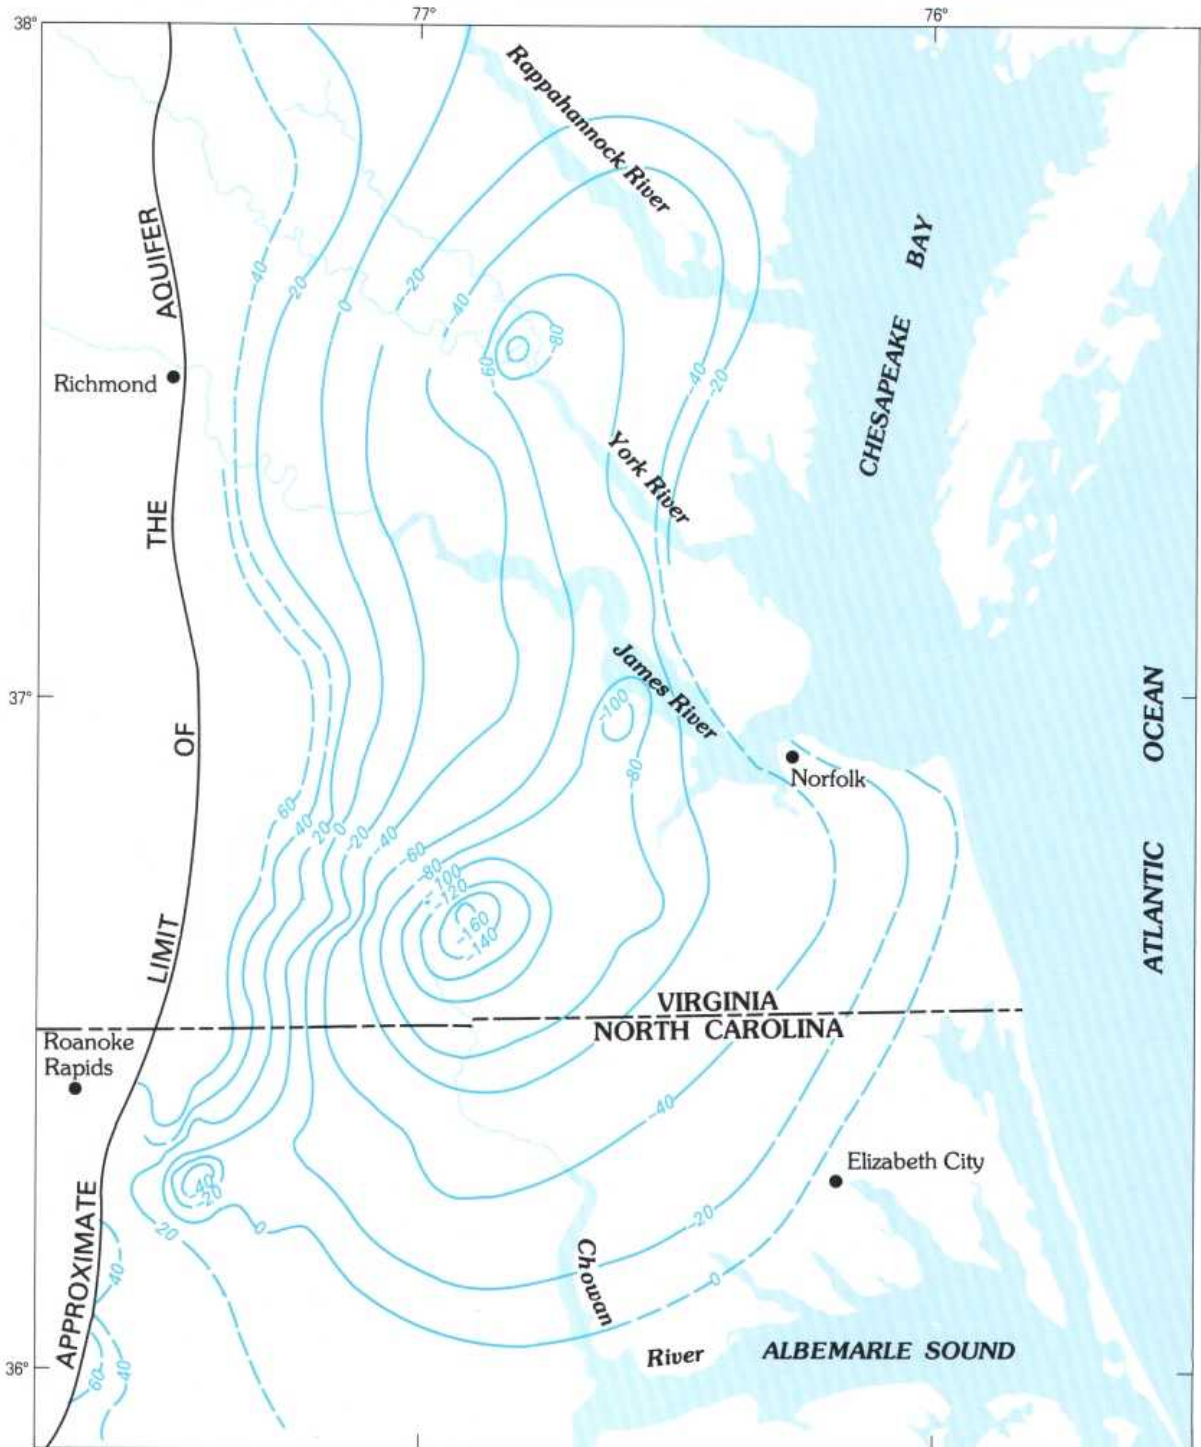 77°
76°
38°
Rappahannock River
AQUIFER
CHESAPEAKE BAY
40
20
0
-20
-40
60
-80
-40
-20
Richmond
York River
THE
James River
37°
OF
-100
80
OCEAN
Norfolk
60
40
20
0
-20
-40
-60
-80
-100
-120
-160
-140
ATLANTIC
LIMIT
VIRGINIA
NORTH CAROLINA
Roanoke
Rapids
-40
Elizabeth City
-40
-20
-20
20
0
APPROXIMATE
40
Chowan
River
0
ALBEMARLE SOUND
36°
60
40